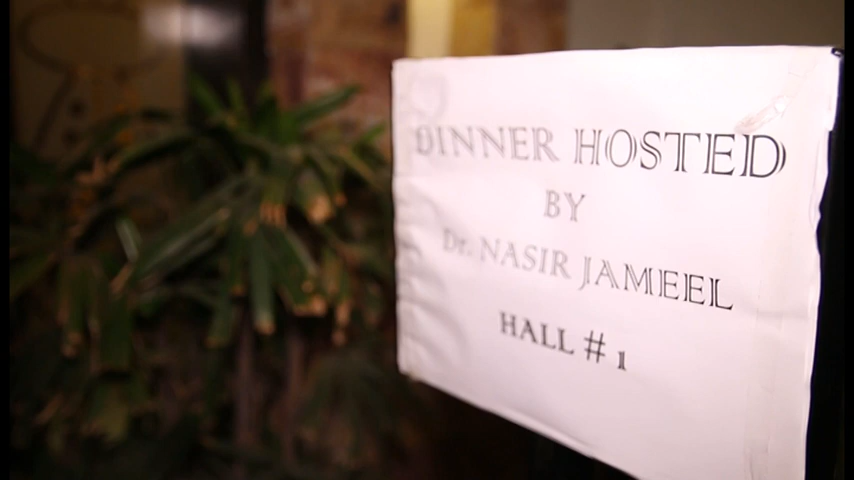 DINNER HOSTED
BY
Dr. NASIR JAMEEL
HALL # 1